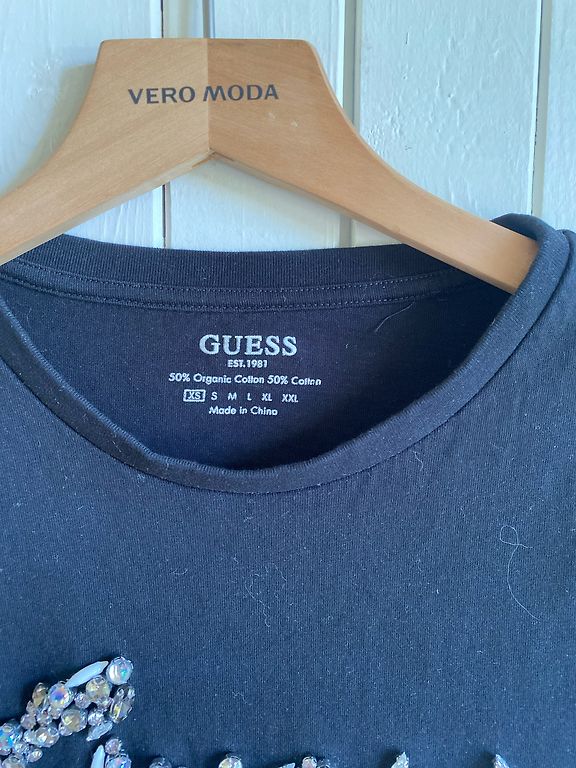 VERO MODA
GUESS
EST.1981
50% Organic Cotton 50% Cotton
XS S M L XL XXL
Made in China